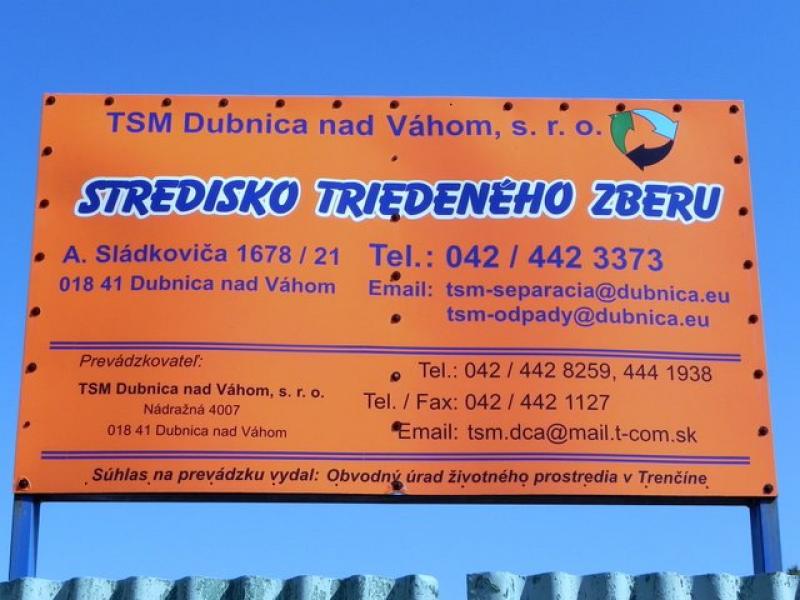 TSM Dubnica nad Váhom, s. r. o.
STREDISKO TRIEDENÉHO ZBERU
A. Sládkoviča 1678 / 21
018 41 Dubnica nad Váhom
Tel.: 042 / 442 3373
Email: tsm-separacia@dubnica.eu
tsm-odpady@dubnica.eu
Prevádzkovateľ:
TSM Dubnica nad Váhom, s. r. o.
Nádražná 4007
018 41 Dubnica nad Váhom
Tel.: 042 / 442 8259, 444 1938
Tel. / Fax: 042 / 442 1127
Email: tsm.dca@mail.t-com.sk
Súhlas na prevádzku vydal: Obvodný úrad životného prostredia v Trenčíne